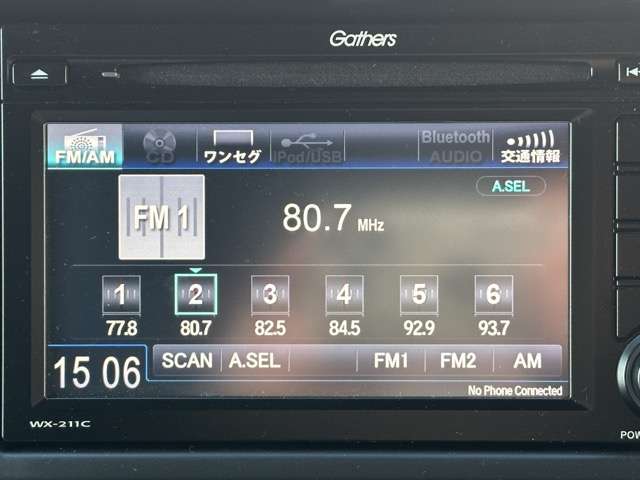 Gathers
FM/AM CD ワンセグ iPod/USB Bluetooth AUDIO 交通情報
A.SEL
FM 1 80.7 MHz
1 2 3 4 5 6
77.8 80.7 82.5 84.5 92.9 93.7
15 06 SCAN A.SEL FM1 FM2 AM
No Phone Connected
WX-211C
POW